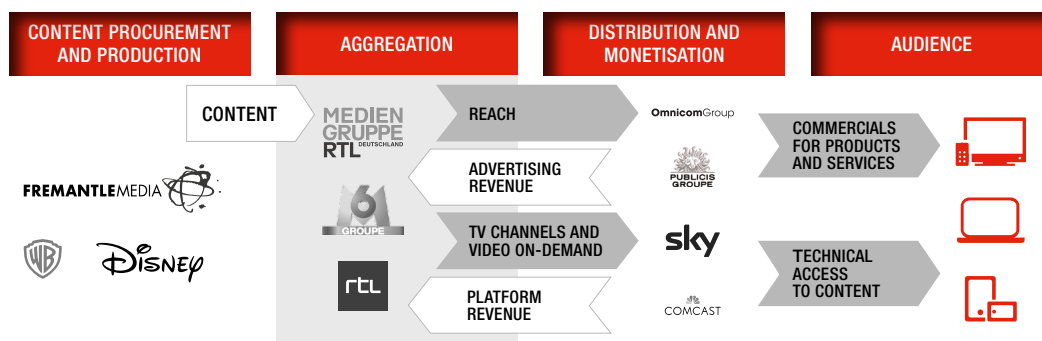 CONTENT PROCUREMENT
AND PRODUCTION
AGGREGATION
DISTRIBUTION AND
MONETISATION
AUDIENCE
CONTENT
FREMANTLEMEDIA
WB
DISNEY
MEDIEN
GRUPPE
RTL DEUTSCHLAND
6
GROUPE
rtL
REACH
ADVERTISING
REVENUE
TV CHANNELS AND
VIDEO ON-DEMAND
PLATFORM
REVENUE
OmnicomGroup
PUBLICIS
GROUPE
sky
COMCAST
COMMERCIALS
FOR PRODUCTS
AND SERVICES
TECHNICAL
ACCESS
TO CONTENT